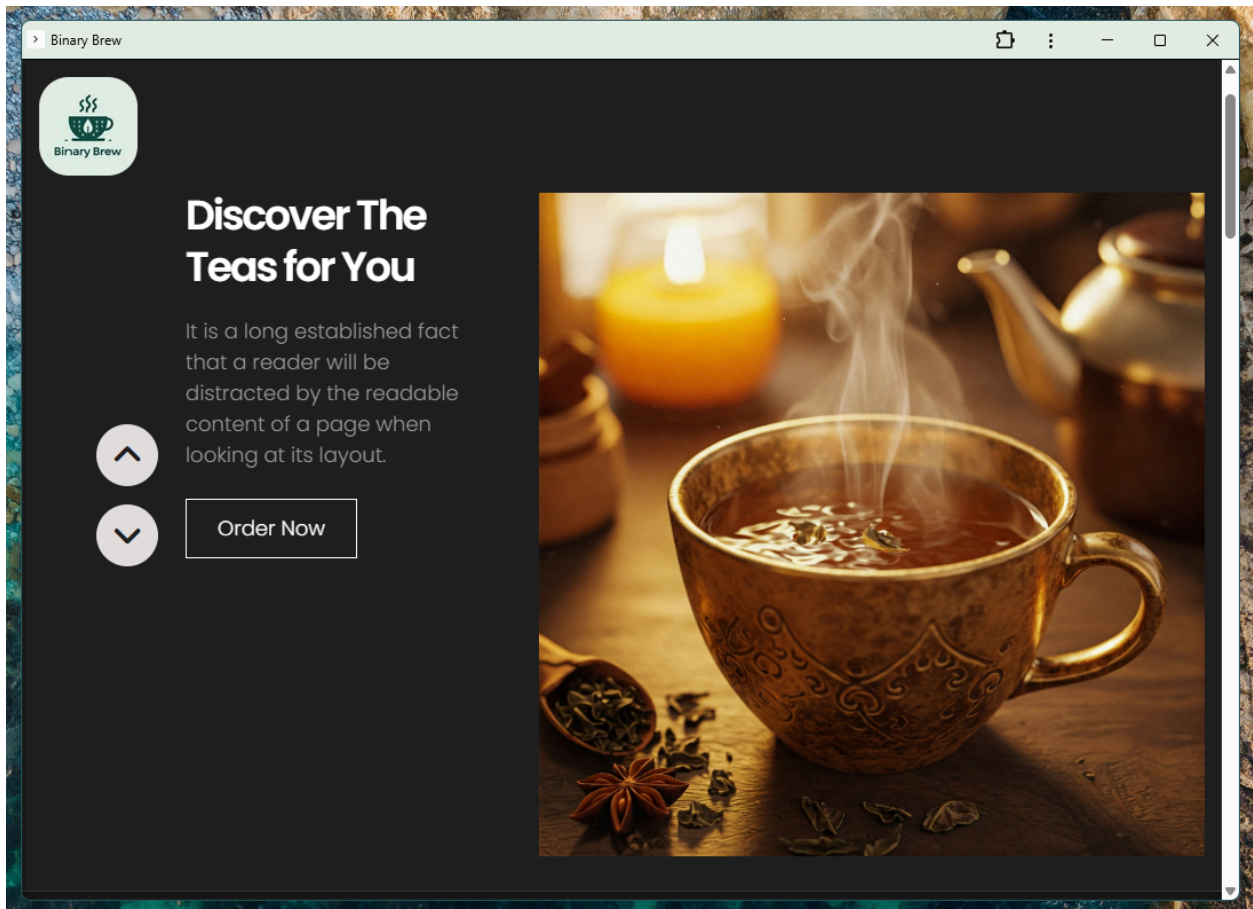 Binary Brew
Binary Brew
Discover The
Teas for You
It is a long established fact
that a reader will be
distracted by the readable
content of a page when
looking at its layout.
Order Now